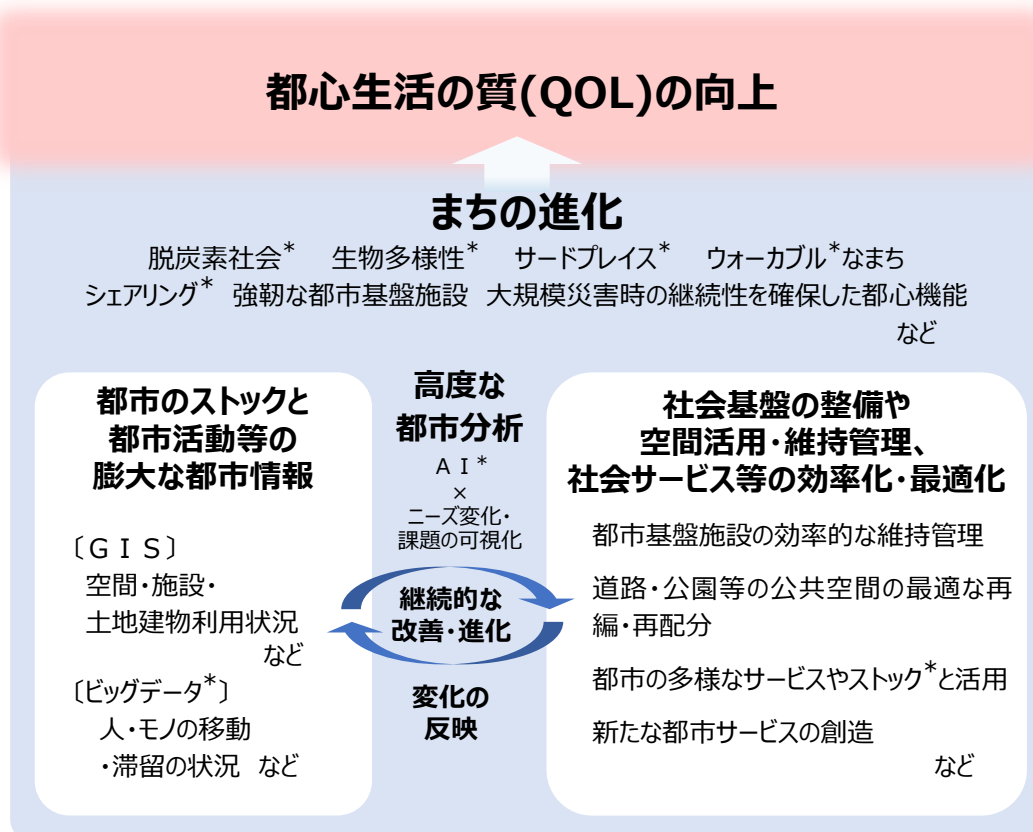 都心生活の質(QOL)の向上
まちの進化
脱炭素社会* 生物多様性* サードプレイス* ウォーカブル*なまち
シェアリング* 強靭な都市基盤施設 大規模災害時の継続性を確保した都心機能
など
都市のストックと
都市活動等の
膨大な都市情報
〔ＧＩＳ〕
空間・施設・
土地建物利用状況
など
〔ビッグデータ*〕
人・モノの移動
・滞留の状況 など
高度な
都市分析
ＡＩ*
×
ニーズ変化・
課題の可視化
継続的な
改善・進化
変化の
反映
社会基盤の整備や
空間活用・維持管理、
社会サービス等の効率化・最適化
都市基盤施設の効率的な維持管理
道路・公園等の公共空間の最適な再
編・再配分
都市の多様なサービスやストック*と活用
新たな都市サービスの創造
など